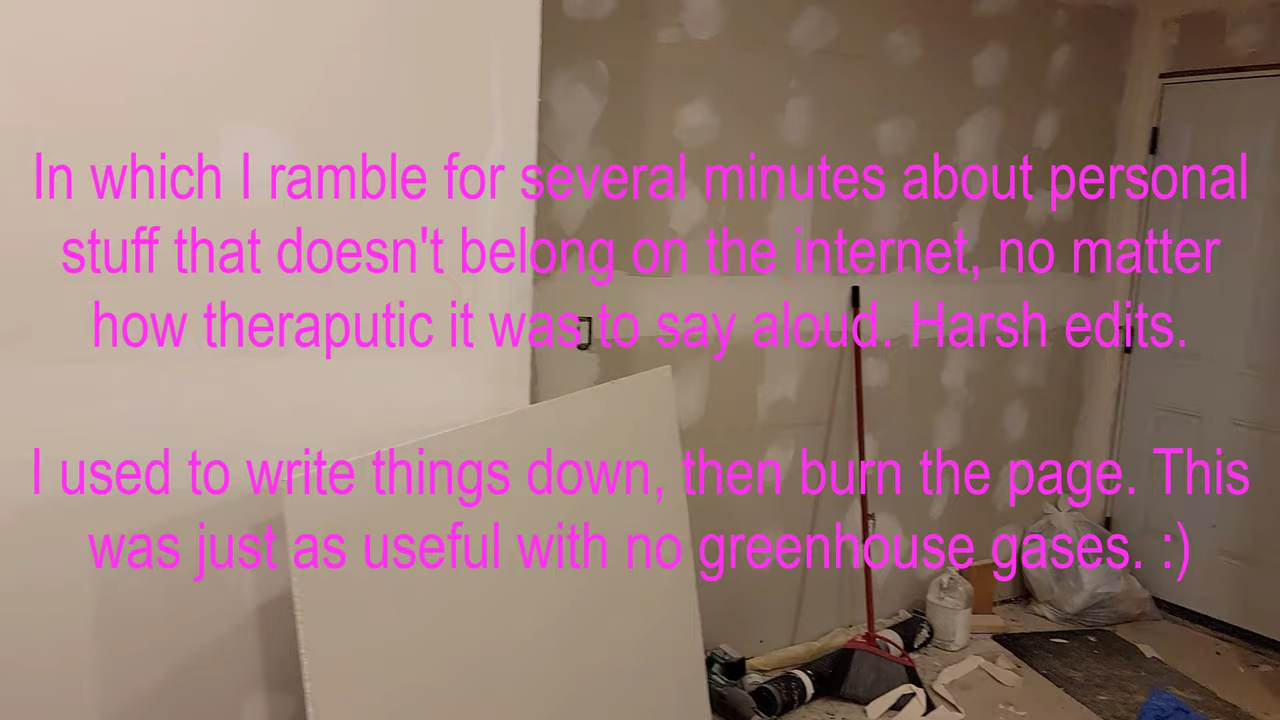 In which I ramble for several minutes about personal
stuff that doesn't belong on the internet, no matter
how theraputic it was to say aloud. Harsh edits.
I used to write things down, then burn the page. This
was just as useful with no greenhouse gases. :)